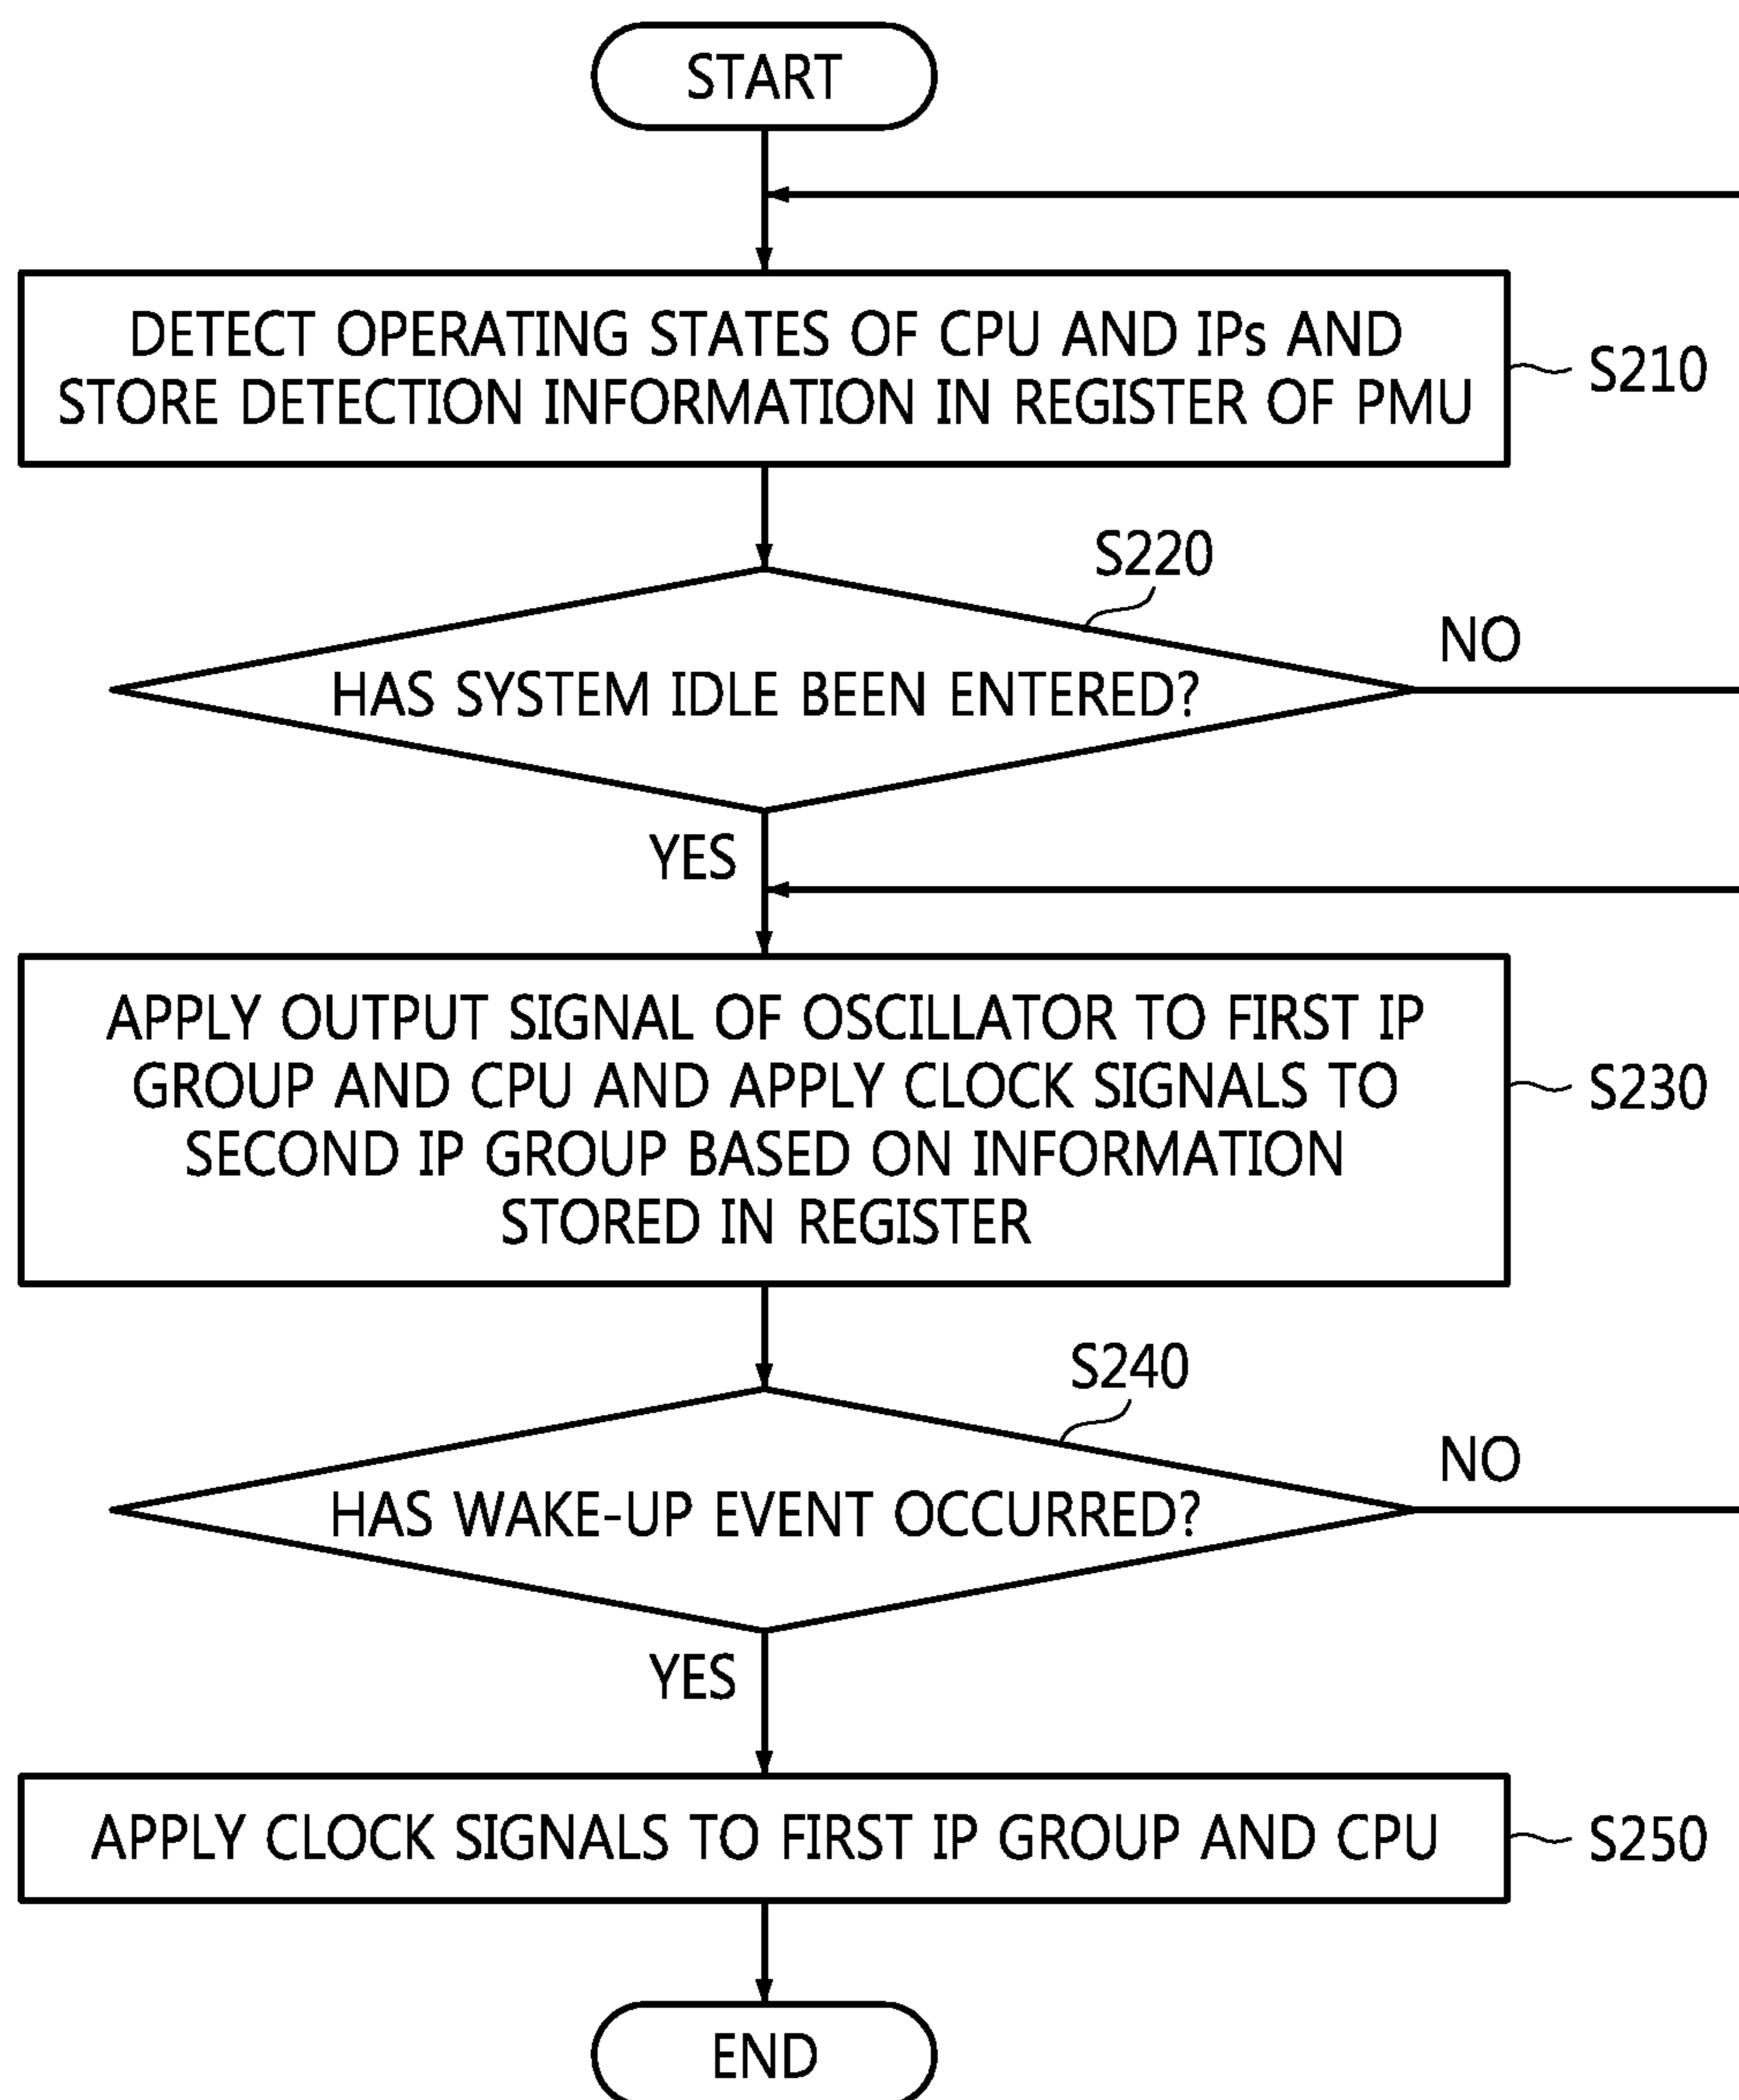 START
DETECT OPERATING STATES OF CPU AND IPs AND
STORE DETECTION INFORMATION IN REGISTER OF PMU
S210
S220
HAS SYSTEM IDLE BEEN ENTERED?
NO
YES
APPLY OUTPUT SIGNAL OF OSCILLATOR TO FIRST IP
GROUP AND CPU AND APPLY CLOCK SIGNALS TO
SECOND IP GROUP BASED ON INFORMATION
STORED IN REGISTER
S230
S240
HAS WAKE-UP EVENT OCCURRED?
NO
YES
APPLY CLOCK SIGNALS TO FIRST IP GROUP AND CPU
S250
END